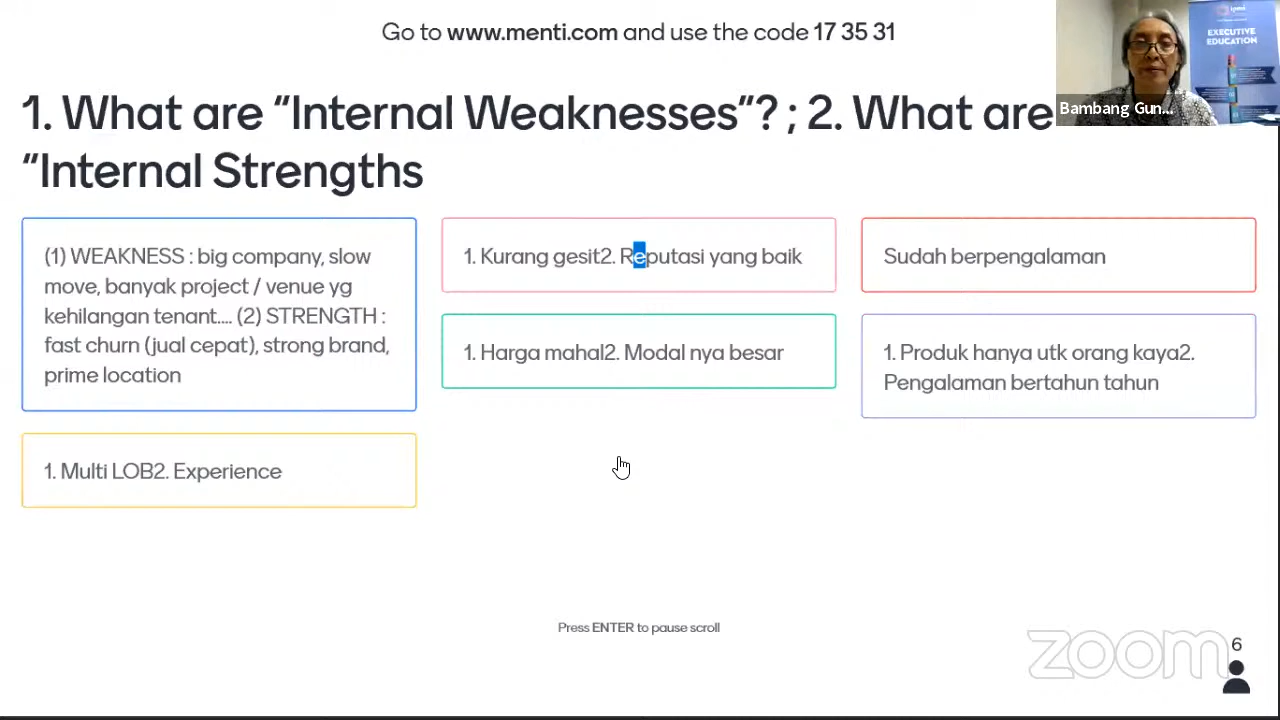 Go to www.menti.com and use the code 17 35 31
EXECUTIVE
EDUCATION
Bambang Gun...
1. What are “Internal Weaknesses”? ; 2. What are
“Internal Strengths
(1) WEAKNESS : big company, slow
move, banyak project / venue yg
kehilangan tenant.... (2) STRENGTH :
fast churn (jual cepat), strong brand,
prime location
1. Kurang gesit2. Reputasi yang baik
Sudah berpengalaman
1. Harga mahal2. Modal nya besar
1. Produk hanya utk orang kaya2.
Pengalaman bertahun tahun
1. Multi LOB2. Experience
Press ENTER to pause scroll
zoom
6